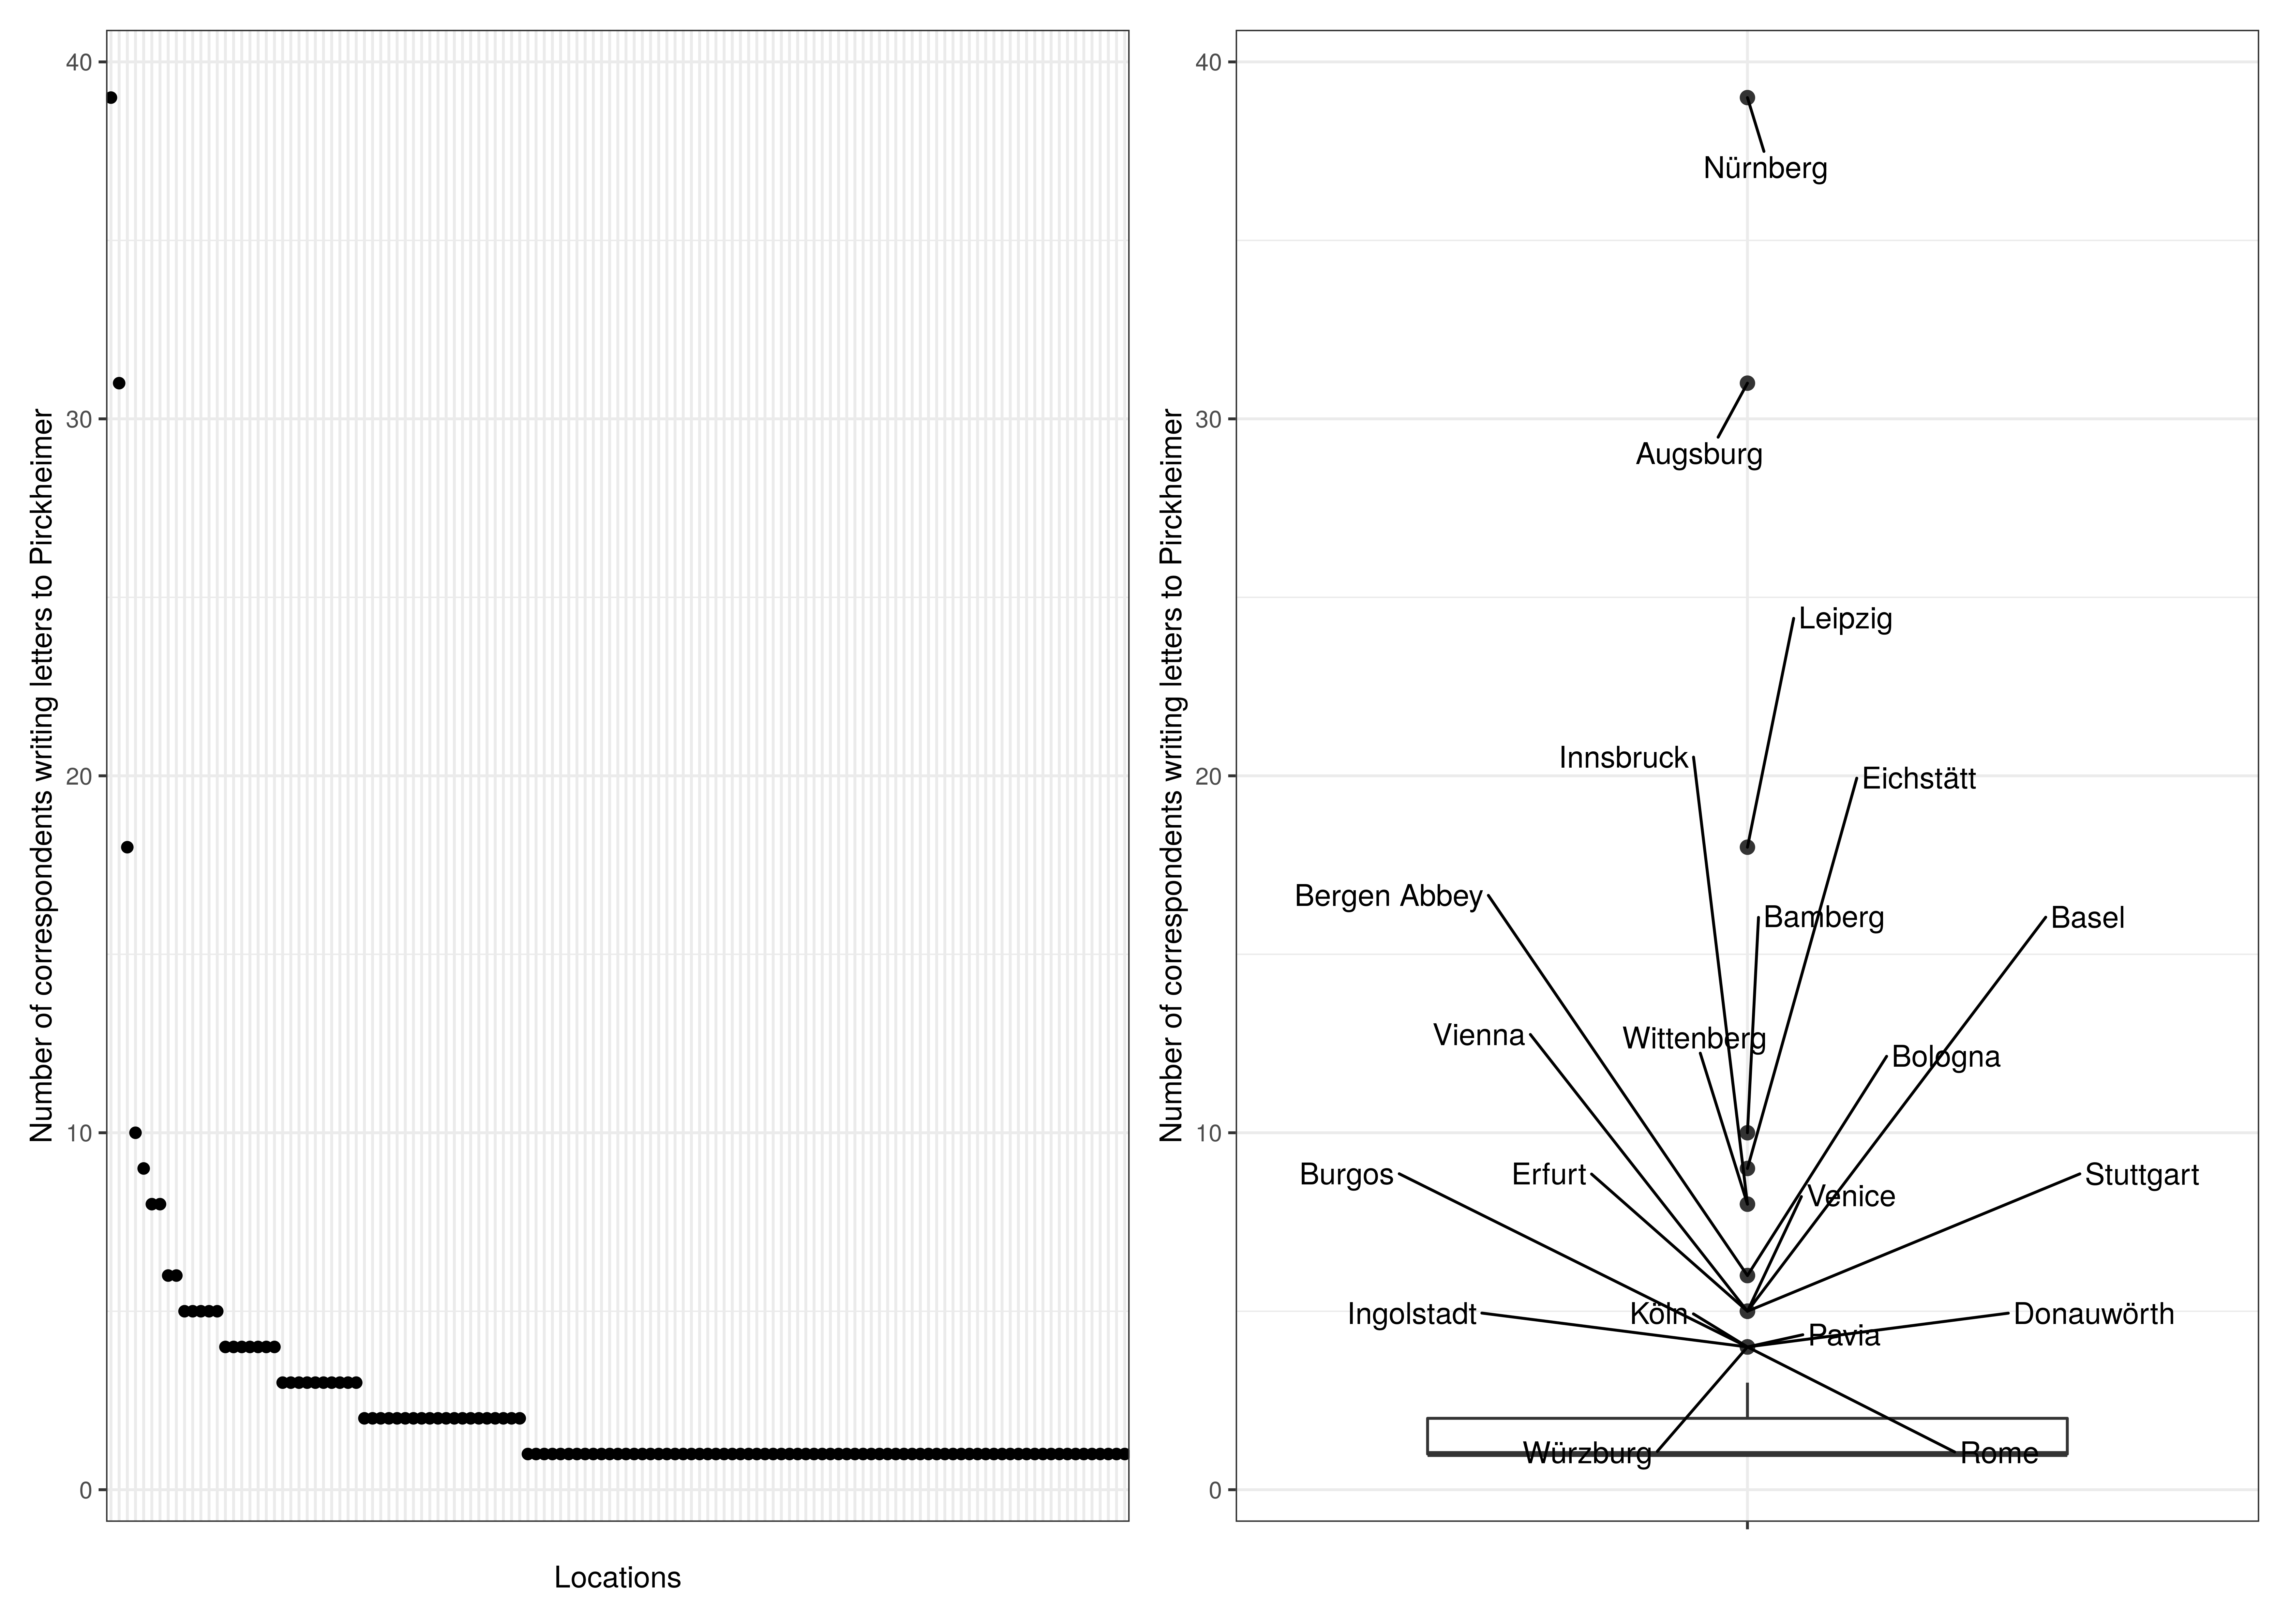 Number of correspondents writing letters to Pirckheimer
40
30
20
10
0
Locations
Number of correspondents writing letters to Pirckheimer
40
30
20
10
0
Nürnberg
Augsburg
Leipzig
Innsbruck
Eichstätt
Bergen Abbey
Bamberg
Basel
Vienna
Wittenberg
Bologna
Burgos
Erfurt
Venice
Stuttgart
Ingolstadt
Köln
Pavia
Donauwörth
Würzburg
Rome